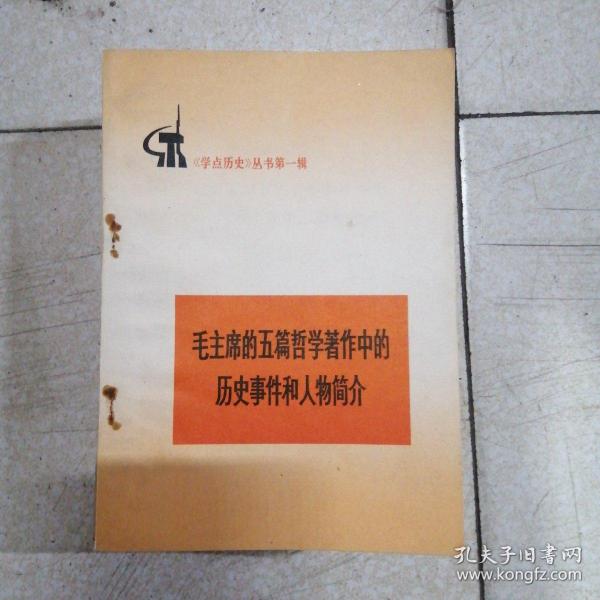 《学点历史》丛书第一辑
毛主席的五篇哲学著作中的
历史事件和人物简介
孔夫子旧书网
www.kongfz.com